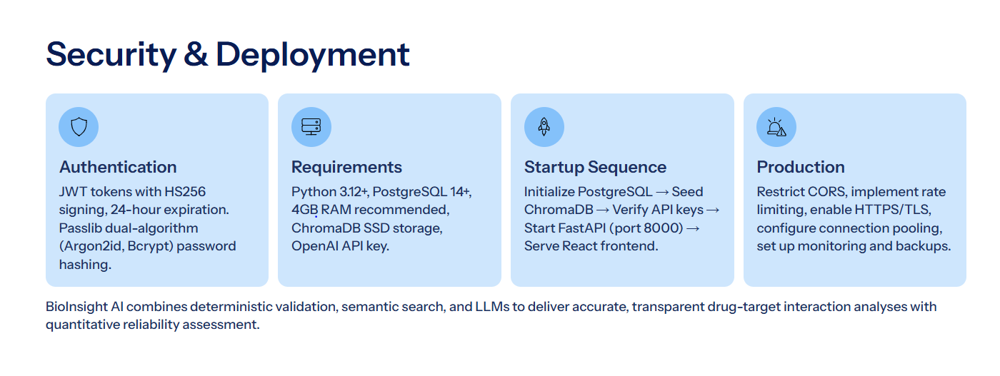 Security & Deployment
Authentication
JWT tokens with HS256
signing, 24-hour expiration.
Passlib dual-algorithm
(Argon2id, Bcrypt) password
hashing.
Requirements
Python 3.12+, PostgreSQL 14+,
4GB RAM recommended,
ChromaDB SSD storage,
OpenAI API key.
Startup Sequence
Initialize PostgreSQL → Seed
ChromaDB → Verify API keys →
Start FastAPI (port 8000) →
Serve React frontend.
Production
Restrict CORS, implement rate
limiting, enable HTTPS/TLS,
configure connection pooling,
set up monitoring and backups.
BioInsight AI combines deterministic validation, semantic search, and LLMs to deliver accurate, transparent drug-target interaction analyses with
quantitative reliability assessment.